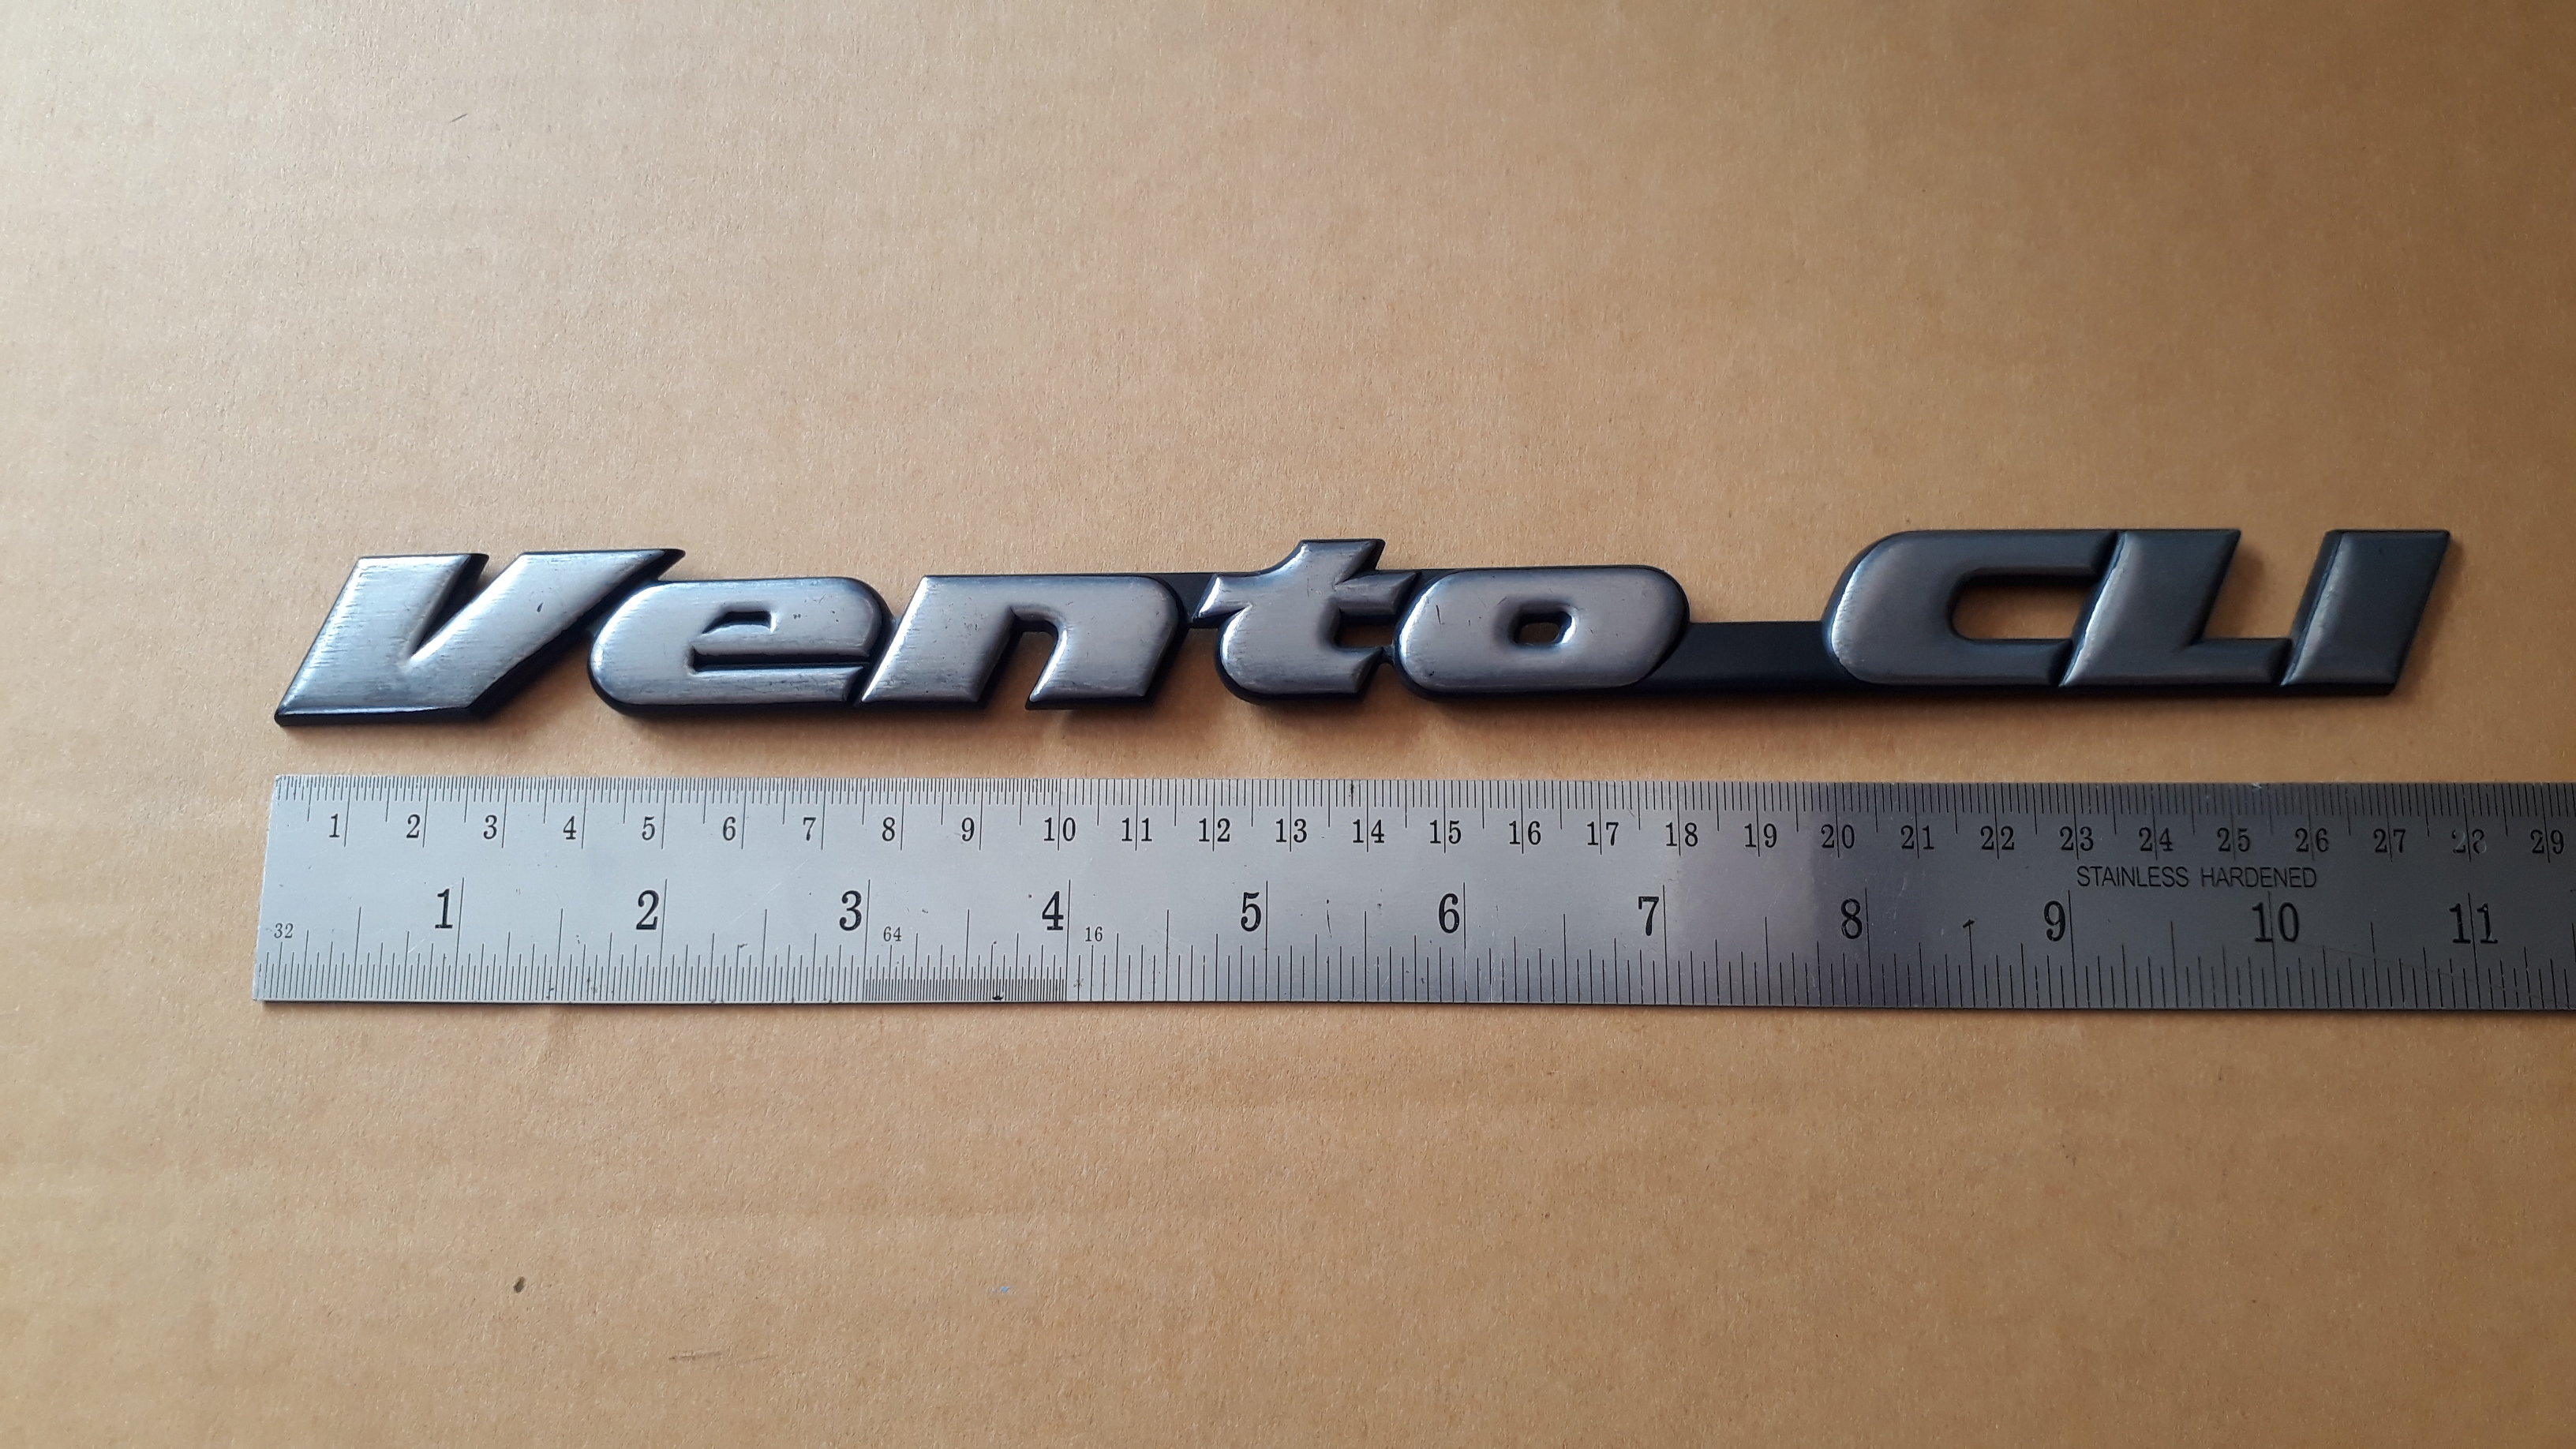 Vento CLI
1 2 3 4 5 6 7 8 9 10 11 12 13 14 15 16 17 18 19 20 21 22 23 24 25 26 27 28 29
STAINLESS HARDENED
1 2 3 4 5 6 7 8 9 10 11
32 64 16